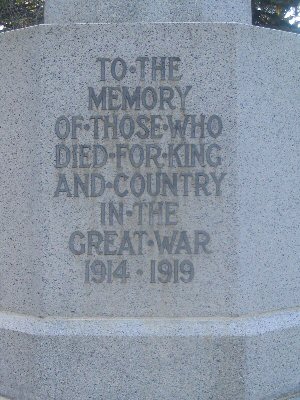 TO·THE
MEMORY
OF·THOSE·WHO
DIED·FOR·KING
AND·COUNTRY
IN·THE
GREAT·WAR
1914·1919